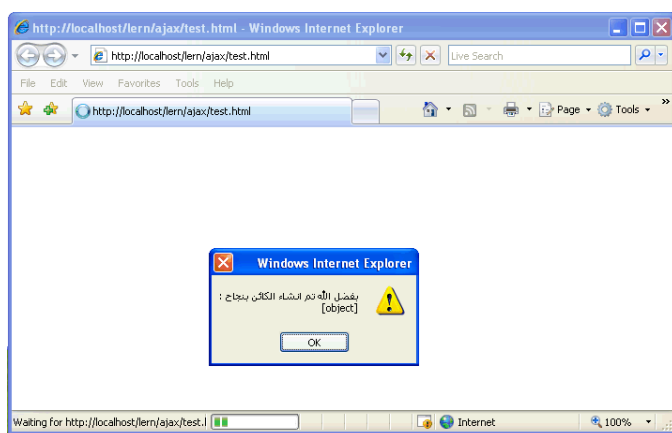 http://localhost/lern/ajax/test.html - Windows Internet Explorer
http://localhost/lern/ajax/test.html
Live Search
File Edit View Favorites Tools Help
http://localhost/lern/ajax/test.html
Page Tools »
Windows Internet Explorer
بفضل الله تم انشاء الكائن بنجاح :
[object]
OK
Waiting for http://localhost/lern/ajax/test.l
Internet
100%